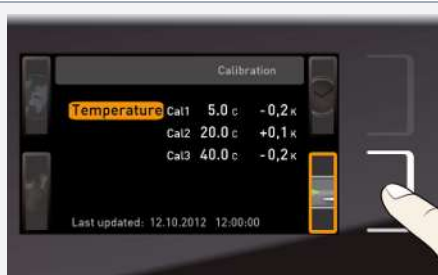 Calibration
Temperature Cal1 5.0 c -0,2 K
Cal2 20.0 c +0,1 K
Cal3 40.0 c -0,2 K
Last updated: 12.10.2012 12:00:00